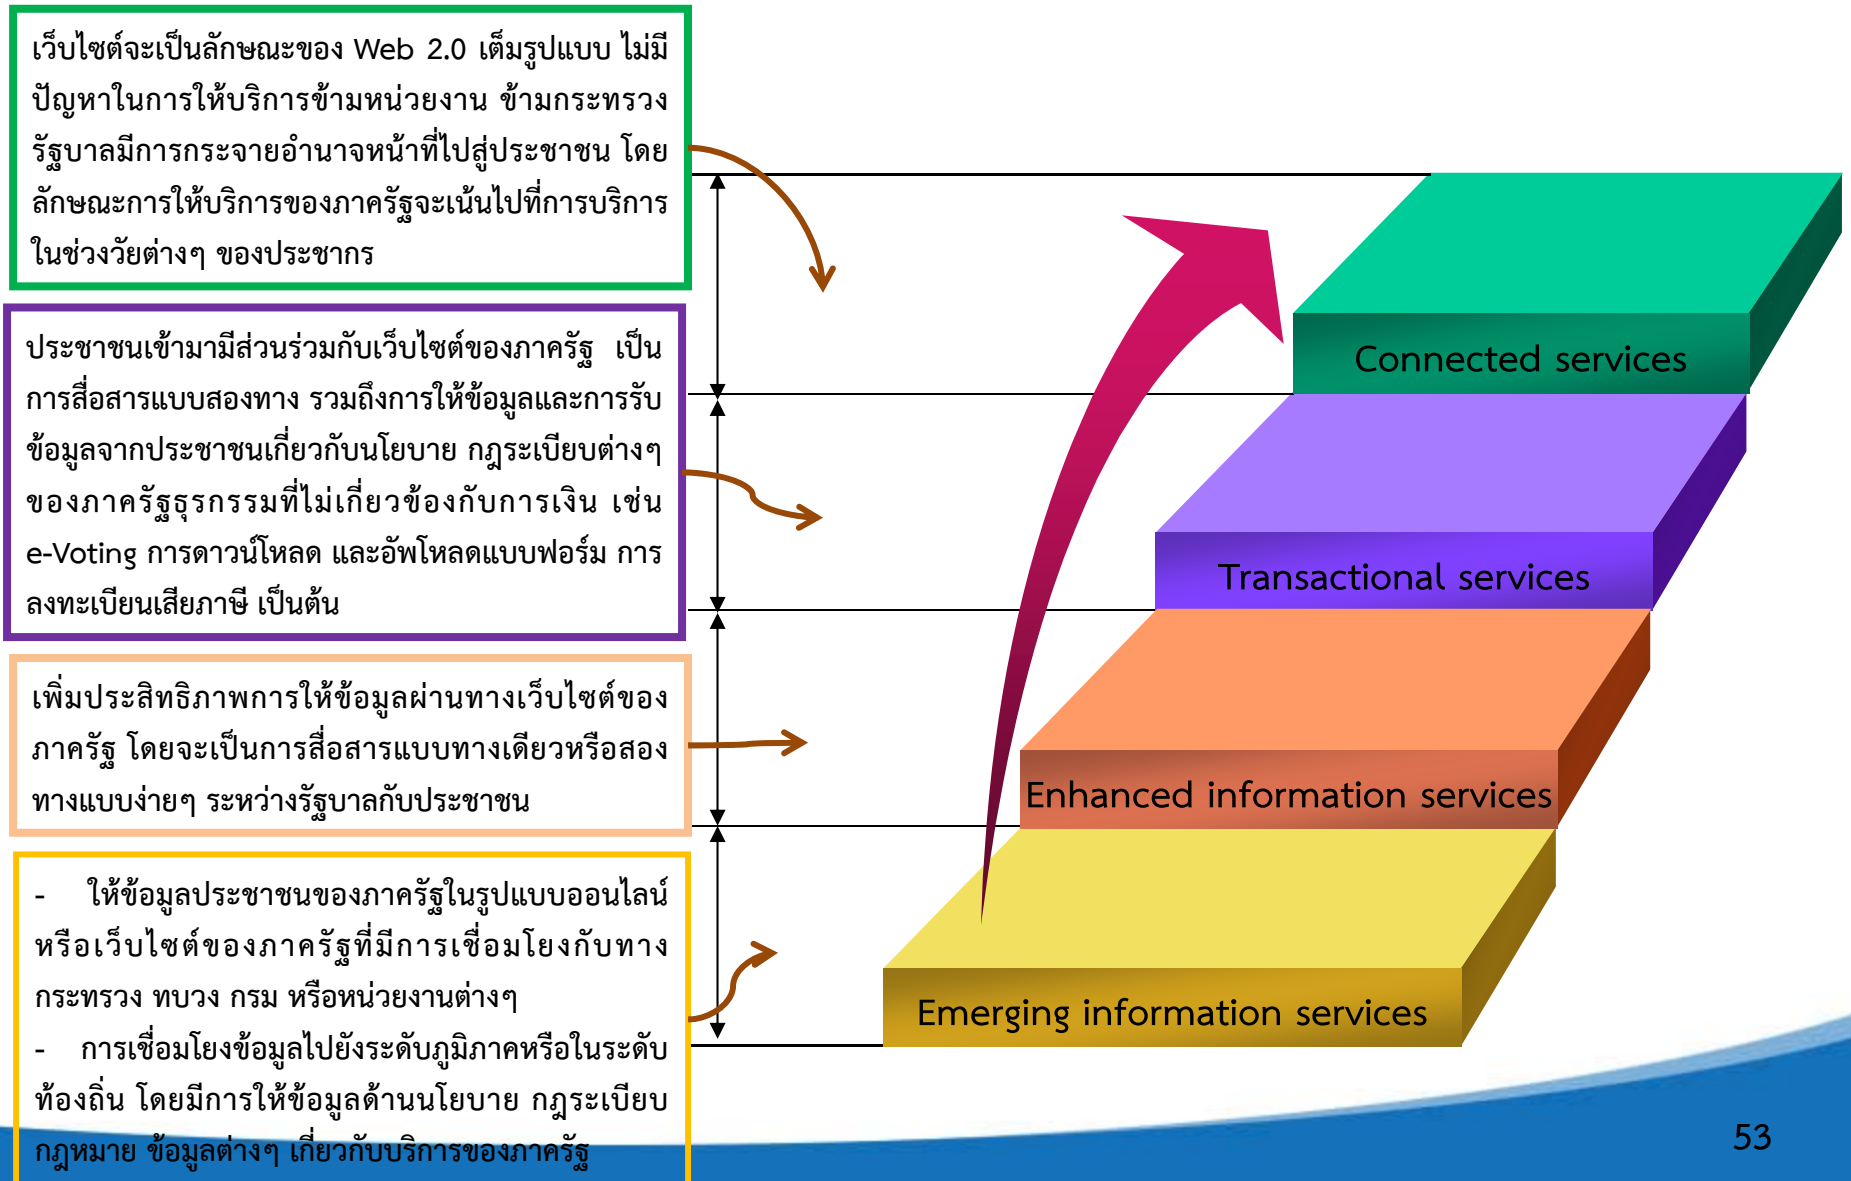 เว็บไซต์จะเป็นลักษณะของ Web 2.0 เต็มรูปแบบ ไม่มี
ปัญหาในการให้บริการข้ามหน่วยงาน ข้ามกระทรวง
รัฐบาลมีการกระจายอำนาจหน้าที่ไปสู่ประชาชน โดย
ลักษณะการให้บริการของภาครัฐจะเน้นไปที่การบริการ
ในช่วงวัยต่างๆ ของประชากร
Connected services
ประชาชนเข้ามามีส่วนร่วมกับเว็บไซต์ของภาครัฐ เป็น
การสื่อสารแบบสองทาง รวมถึงการให้ข้อมูลและการรับ
ข้อมูลจากประชาชนเกี่ยวกับนโยบาย กฎระเบียบต่างๆ
ของภาครัฐธุรกรรมที่ไม่เกี่ยวข้องกับการเงิน เช่น
e-Voting การดาวน์โหลด และอัพโหลดแบบฟอร์ม การ
ลงทะเบียนเสียภาษี เป็นต้น
Transactional services
เพิ่มประสิทธิภาพการให้ข้อมูลผ่านทางเว็บไซต์ของ
ภาครัฐ โดยจะเป็นการสื่อสารแบบทางเดียวหรือสอง
ทางแบบง่ายๆ ระหว่างรัฐบาลกับประชาชน
Enhanced information services
- ให้ข้อมูลประชาชนของภาครัฐในรูปแบบออนไลน์
หรือเว็บไซต์ของภาครัฐที่มีการเชื่อมโยงกับทาง
กระทรวง ทบวง กรม หรือหน่วยงานต่างๆ
- การเชื่อมโยงข้อมูลไปยังระดับภูมิภาคหรือในระดับ
ท้องถิ่น โดยมีการให้ข้อมูลด้านนโยบาย กฎระเบียบ
กฎหมาย ข้อมูลต่างๆ เกี่ยวกับบริการของภาครัฐ
Emerging information services
53